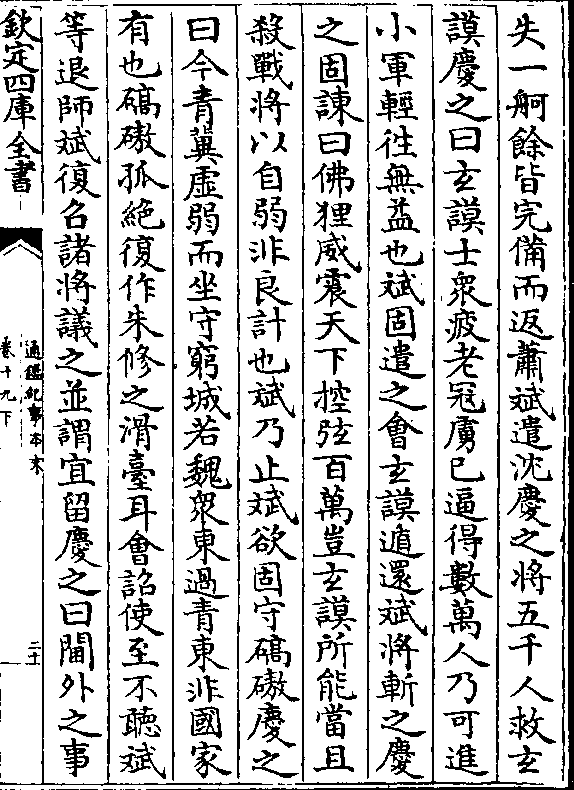 失一舸餘皆完備而返蕭斌遣沈慶之將五千人救玄
謨慶之曰玄謨士衆疲老寇虜已逼得數萬人乃可進
小軍輕往無益也斌固遣之會玄謨遁還斌將斬之慶
之固諫曰佛狸威震天下控弦百萬豈玄謨所能當且
殺戰將以自弱非良計也斌乃止斌欲固守碻磝慶之
曰今青冀虛弱而坐守窮城若魏衆東過青東非國家
有也碻磝孤絶復作朱修之滑臺耳會詔使至不聽斌
等退師斌復召諸將議之並謂宜留慶之曰閫外之事
欽定四庫全書
通鑑紀事本末
卷十九下
二十